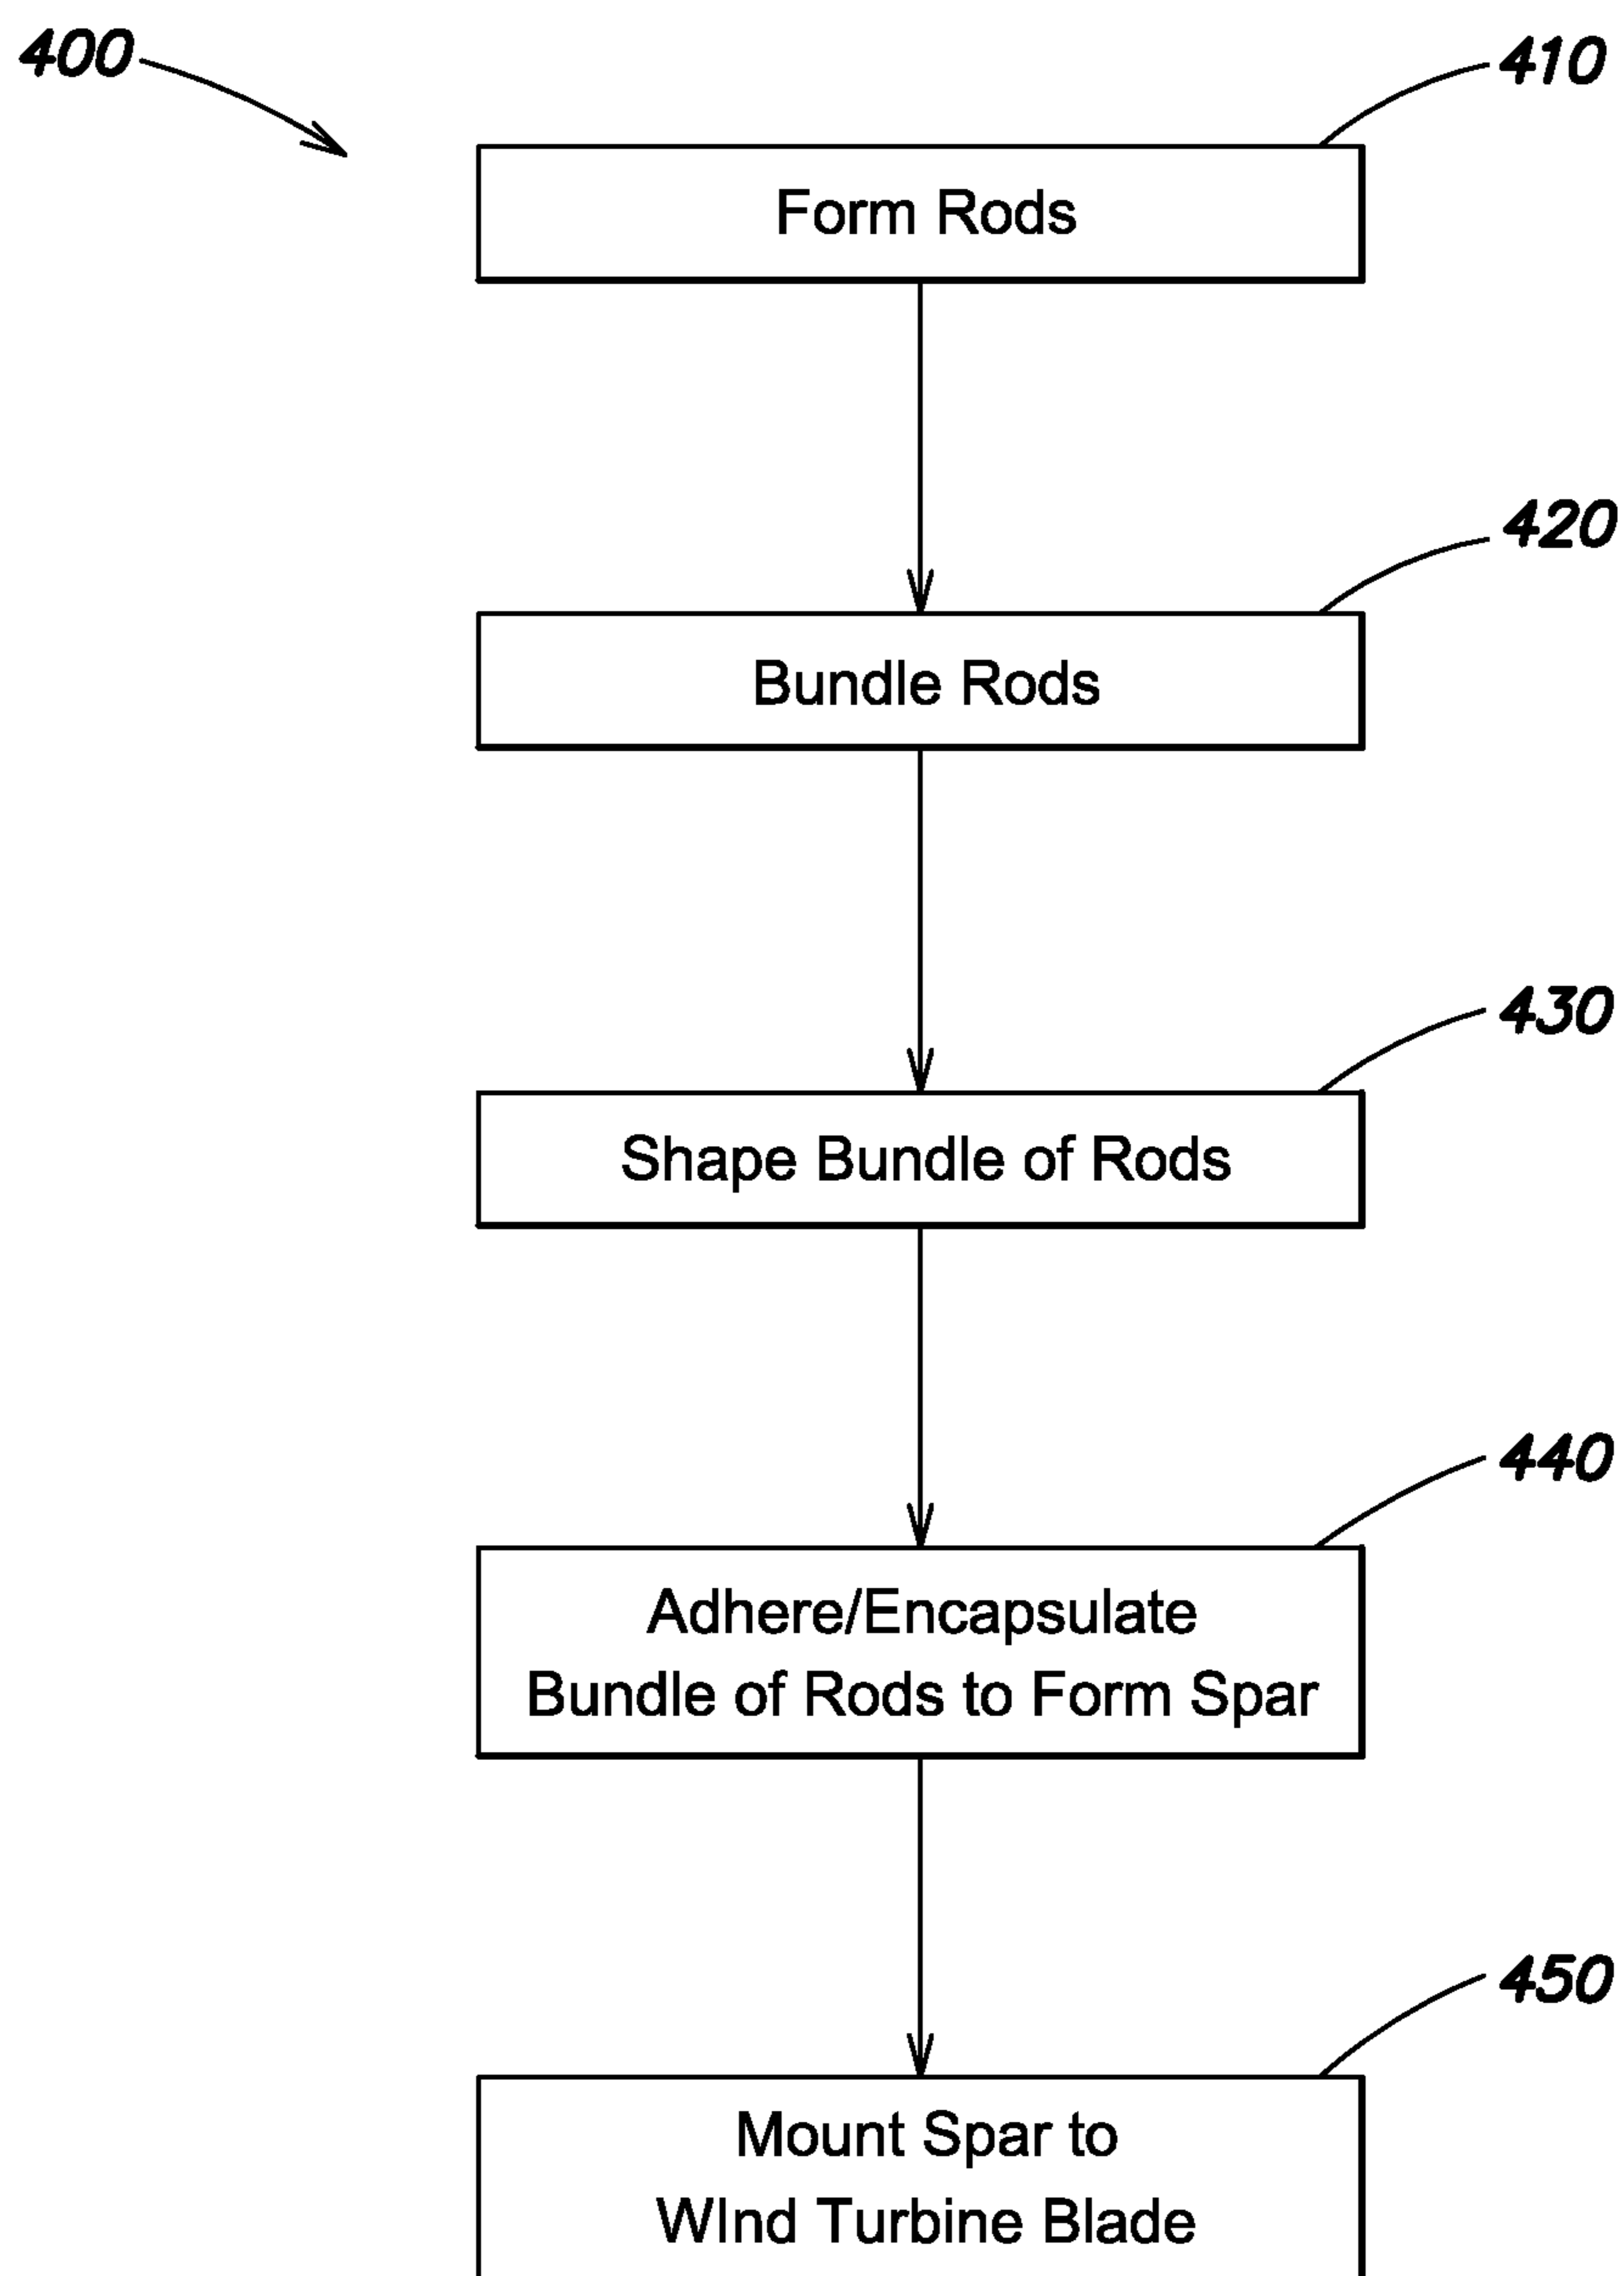 400
410
Form Rods
420
Bundle Rods
430
Shape Bundle of Rods
440
Adhere/Encapsulate
Bundle of Rods to Form Spar
450
Mount Spar to
WInd Turbine Blade